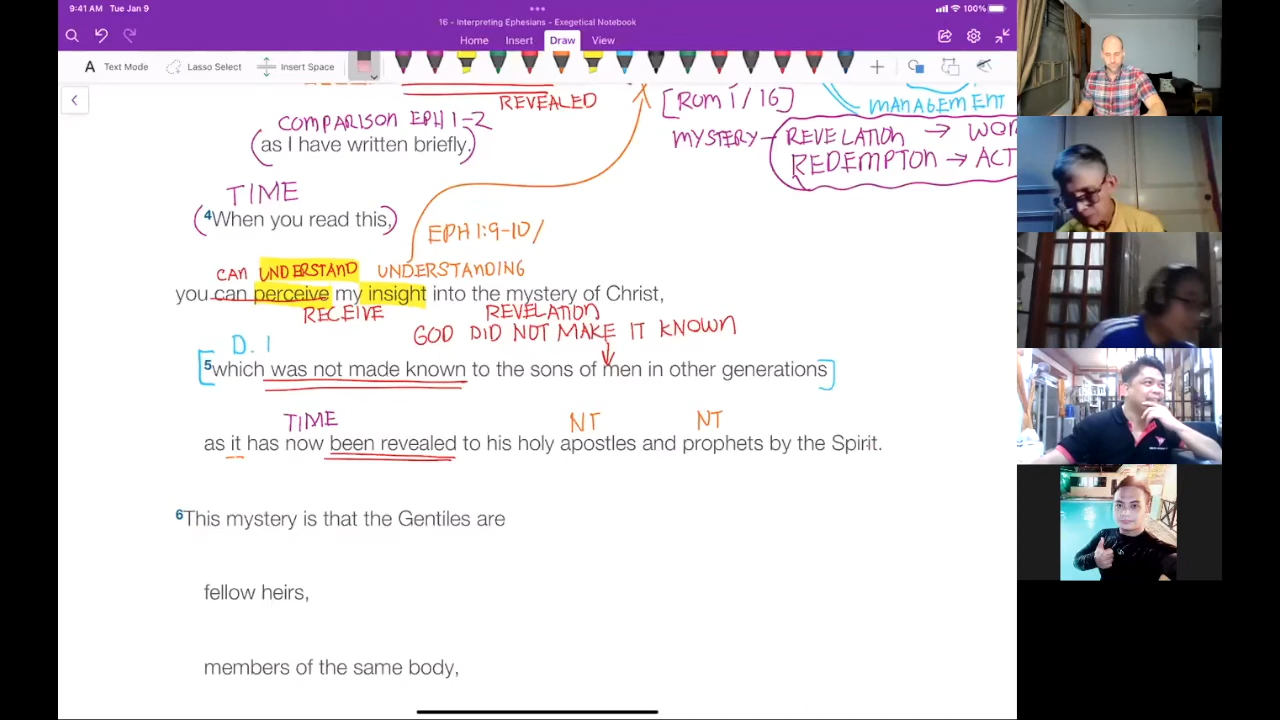 9:41 AM Tue Jan 9
100%
16 - Interpreting Ephesians - Exegetical Notebook
Home Insert Draw View
Text Mode Lasso Select Insert Space
REVEALED
[ROM 1/16]
MANAGEMENT
COMPARISON EPH 1-2
MYSTERY - REVELATION → WOR
(as I have written briefly.)
REDEMPTON → ACT
TIME
(4When you read this,)
EPH 1:9-10/
CAN UNDERSTAND UNDERSTANDING
you can perceive my insight into the mystery of Christ,
RECEIVE REVELATION
GOD DID NOT MAKE IT KNOWN
D. 1
[5which was not made known to the sons of men in other generations]
TIME NT NT
as it has now been revealed to his holy apostles and prophets by the Spirit.
6This mystery is that the Gentiles are
fellow heirs,
members of the same body,